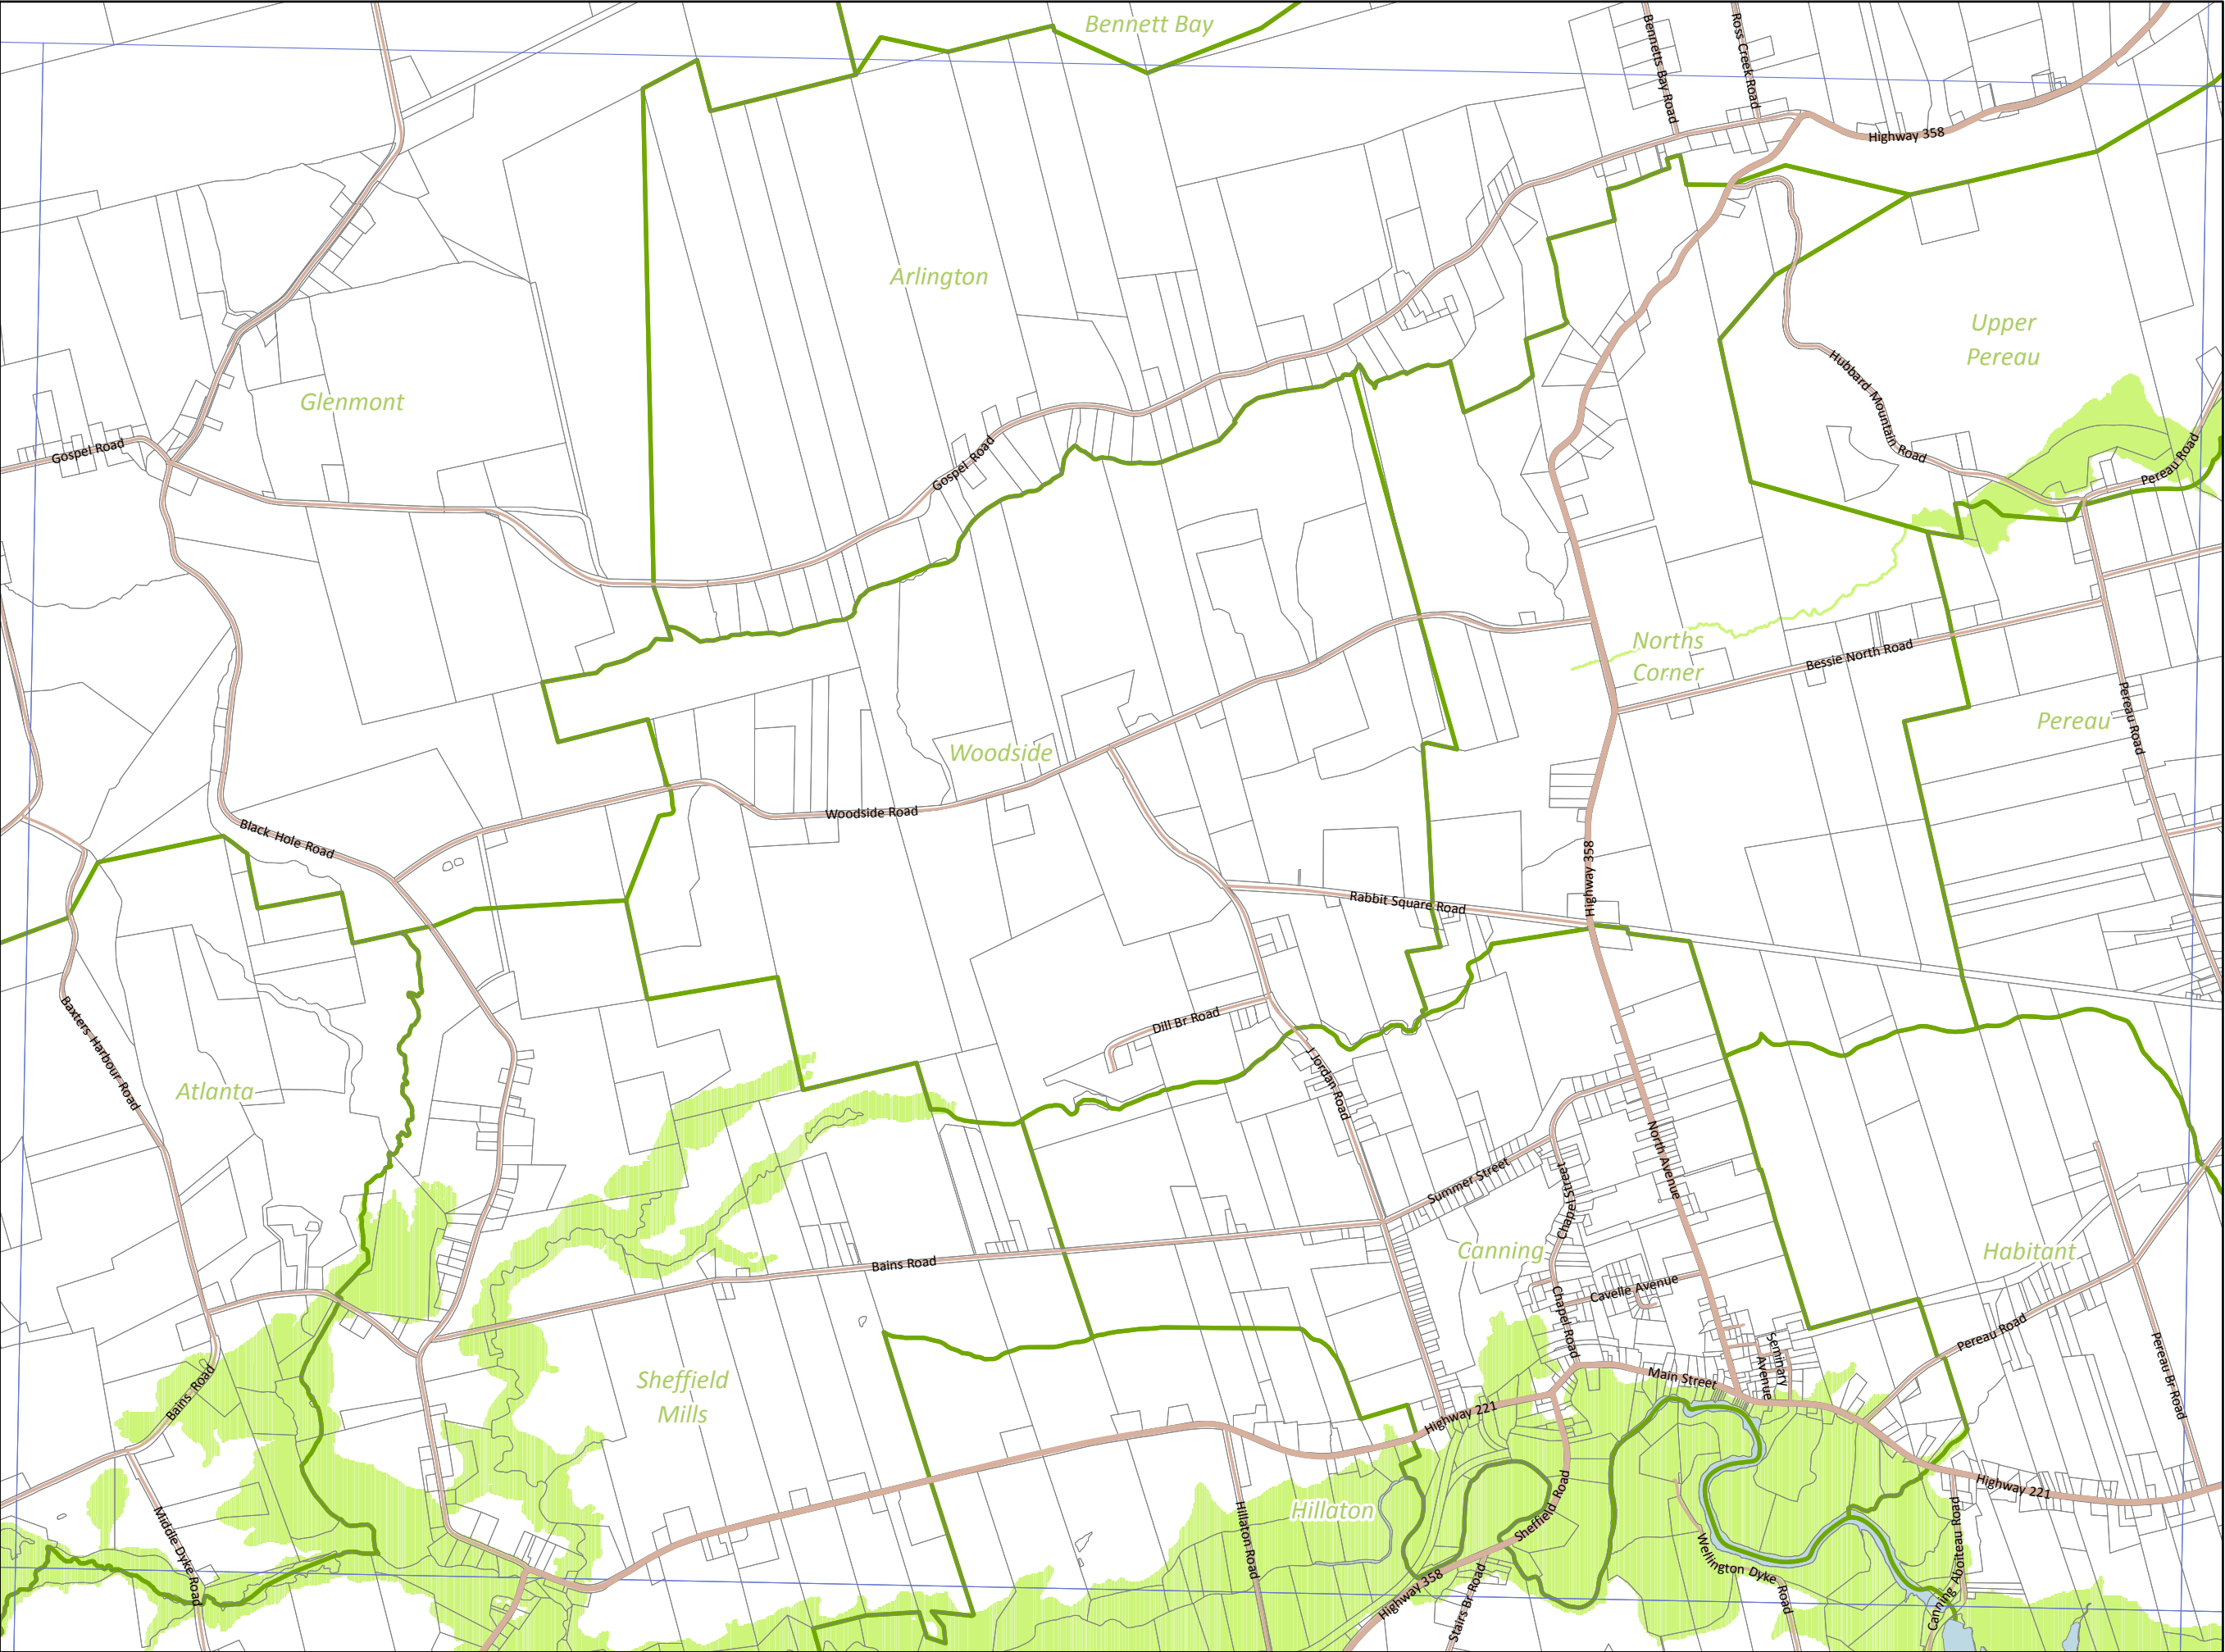 Bennett Bay
Bennetts Bay Road
Ross Creek Road
Highway 358
Arlington
Upper
Pereau
Glenmont
Hubbard Mountain Road
Gospel Road
Gospel Road
Pereau Road
Norths
Corner
Bessie North Road
Pereau
Pereau Road
Woodside
Woodside Road
Black Hole Road
Highway 358
Rabbit Square Road
Baxters Harbour Road
Dill Br Road
J Jordan Road
Atlanta
North Avenue
Summer Street
Chapel Street
Canning
Habitant
Bains Road
Cavelle Avenue
Chapel Road
Pereau Road
Seminary
Avenue
Pereau Br Road
Main Street
Sheffield
Mills
Bains Road
Highway 221
Highway 221
Hillaton
Sheffield Road
Hillaton Road
Middle Dyke Road
Wellington Dyke Road
Canning Aboiteau Road
Highway 358
Stairs Br Road